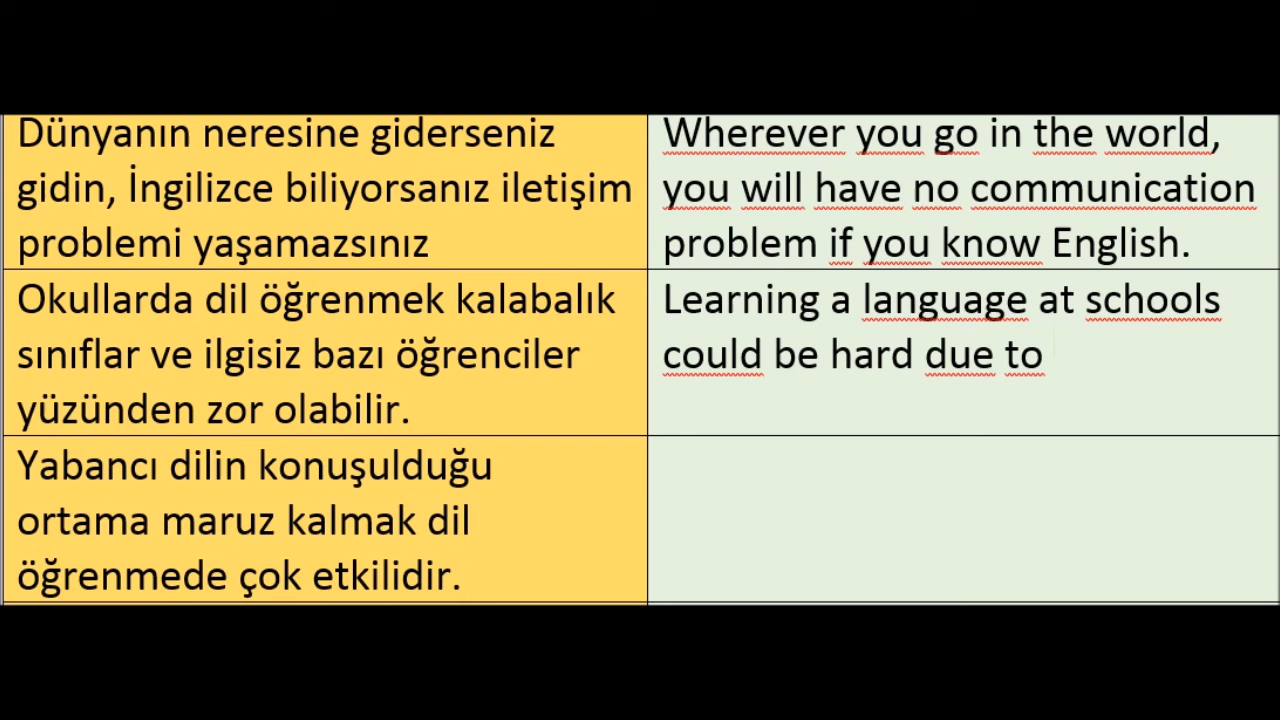 Dünyanın neresine giderseniz
gidin, İngilizce biliyorsanız iletişim
problemi yaşamazsınız
Wherever you go in the world,
you will have no communication
problem if you know English.
Okullarda dil öğrenmek kalabalık
sınıflar ve ilgisiz bazı öğrenciler
yüzünden zor olabilir.
Learning a language at schools
could be hard due to
Yabancı dilin konuşulduğu
ortama maruz kalmak dil
öğrenmede çok etkilidir.